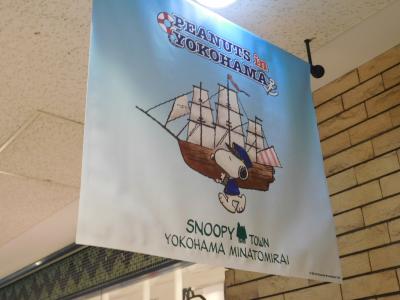 PEANUTS in
YOKOHAMA
SNOOPY TOWN
YOKOHAMA MINATOMIRAI